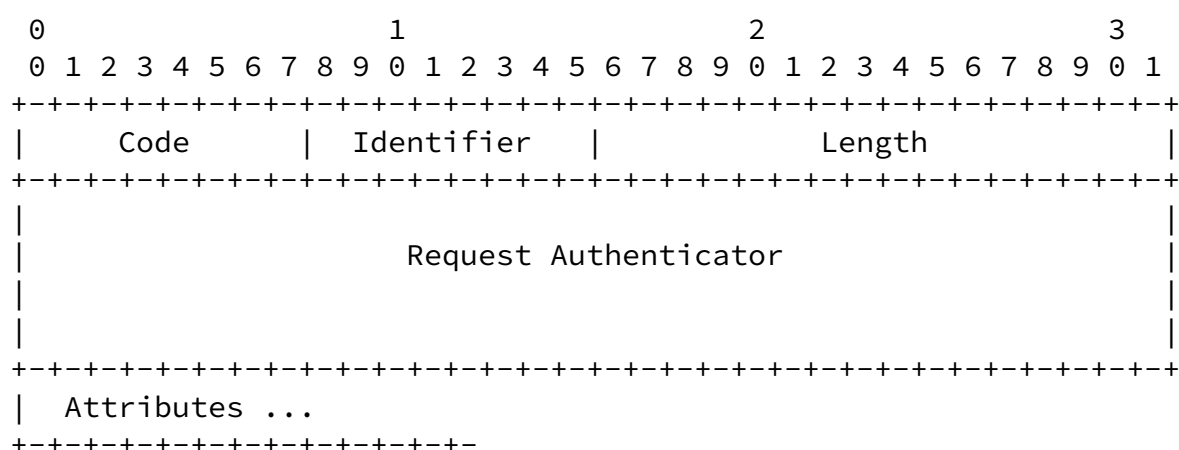 0                   1                   2                   3
 0 1 2 3 4 5 6 7 8 9 0 1 2 3 4 5 6 7 8 9 0 1 2 3 4 5 6 7 8 9 0 1
+-+-+-+-+-+-+-+-+-+-+-+-+-+-+-+-+-+-+-+-+-+-+-+-+-+-+-+-+-+-+-+-+
|     Code      |  Identifier   |            Length             |
+-+-+-+-+-+-+-+-+-+-+-+-+-+-+-+-+-+-+-+-+-+-+-+-+-+-+-+-+-+-+-+-+
|                                                               |
|                     Request Authenticator                     |
|                                                               |
|                                                               |
+-+-+-+-+-+-+-+-+-+-+-+-+-+-+-+-+-+-+-+-+-+-+-+-+-+-+-+-+-+-+-+-+
|  Attributes ...
+-+-+-+-+-+-+-+-+-+-+-+-+-